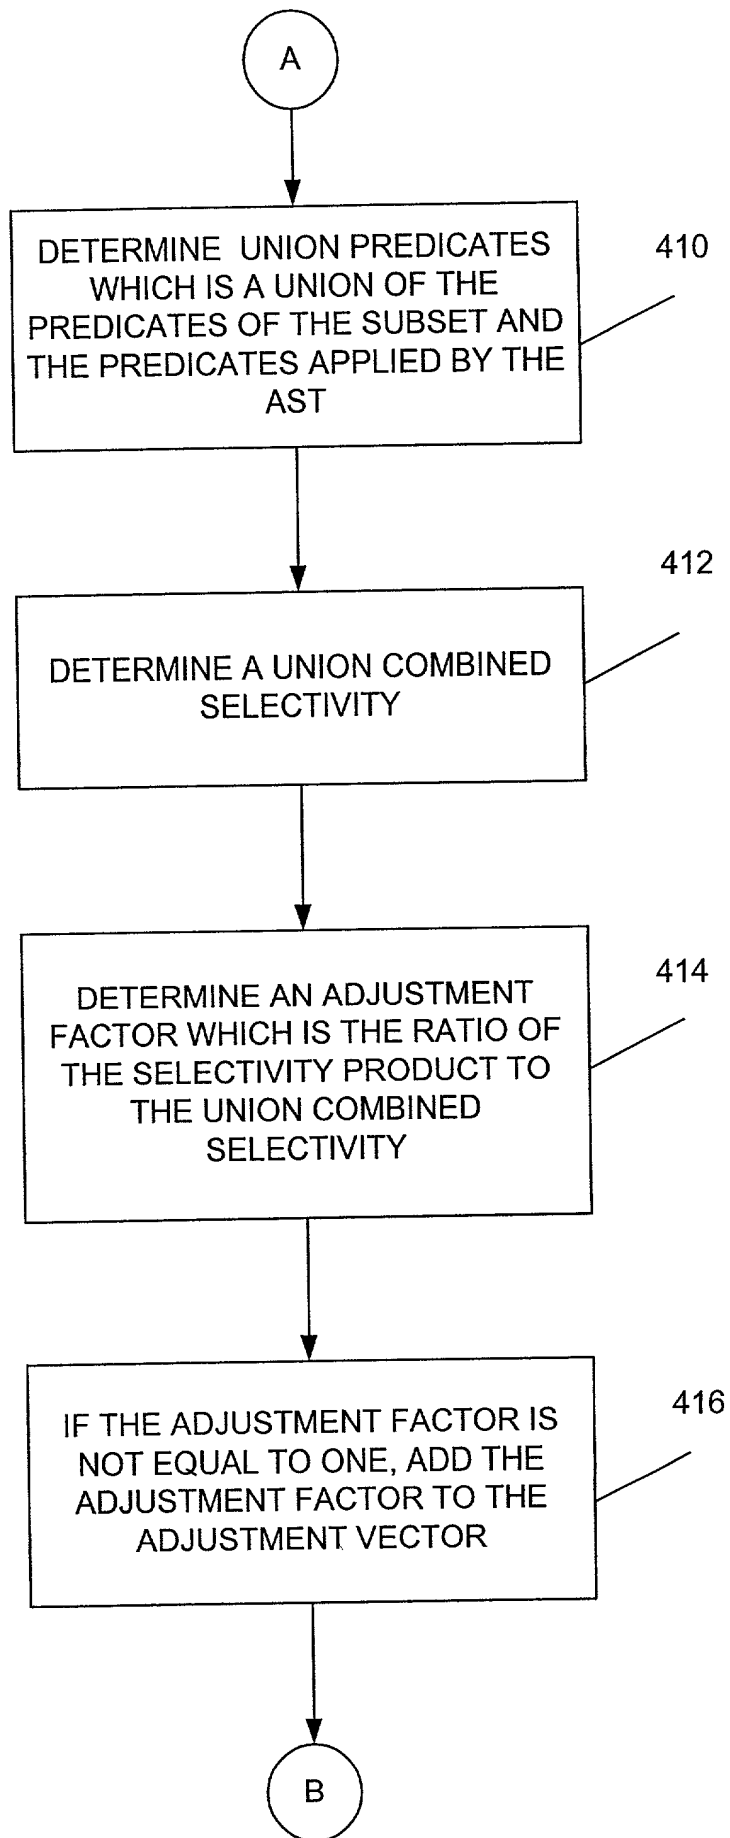 A
DETERMINE UNION PREDICATES
WHICH IS A UNION OF THE
PREDICATES OF THE SUBSET AND
THE PREDICATES APPLIED BY THE
AST
410
DETERMINE A UNION COMBINED
SELECTIVITY
412
DETERMINE AN ADJUSTMENT
FACTOR WHICH IS THE RATIO OF
THE SELECTIVITY PRODUCT TO
THE UNION COMBINED
SELECTIVITY
414
IF THE ADJUSTMENT FACTOR IS
NOT EQUAL TO ONE, ADD THE
ADJUSTMENT FACTOR TO THE
ADJUSTMENT VECTOR
416
B